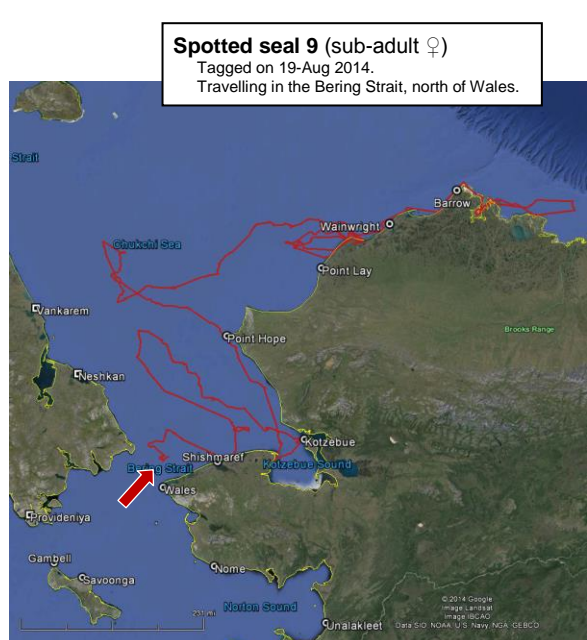 Spotted seal 9 (sub-adult ♀)
Tagged on 19-Aug 2014.
Travelling in the Bering Strait, north of Wales.
Strait
Barrow
Wainwright
Chukchi Sea
Point Lay
Vankarem
Brooks Range
Point Hope
Neshkan
Kotzebue
Shishmaref
Kotzebue Sound
Bering Strait
Wales
Provideniya
Gambell
Nome
Savoonga
© 2014 Google
Image Landsat
Image IBCAO
231 mi
Norton Sound
Unalakleet
Data SIO, NOAA, U.S. Navy, NGA, GEBCO